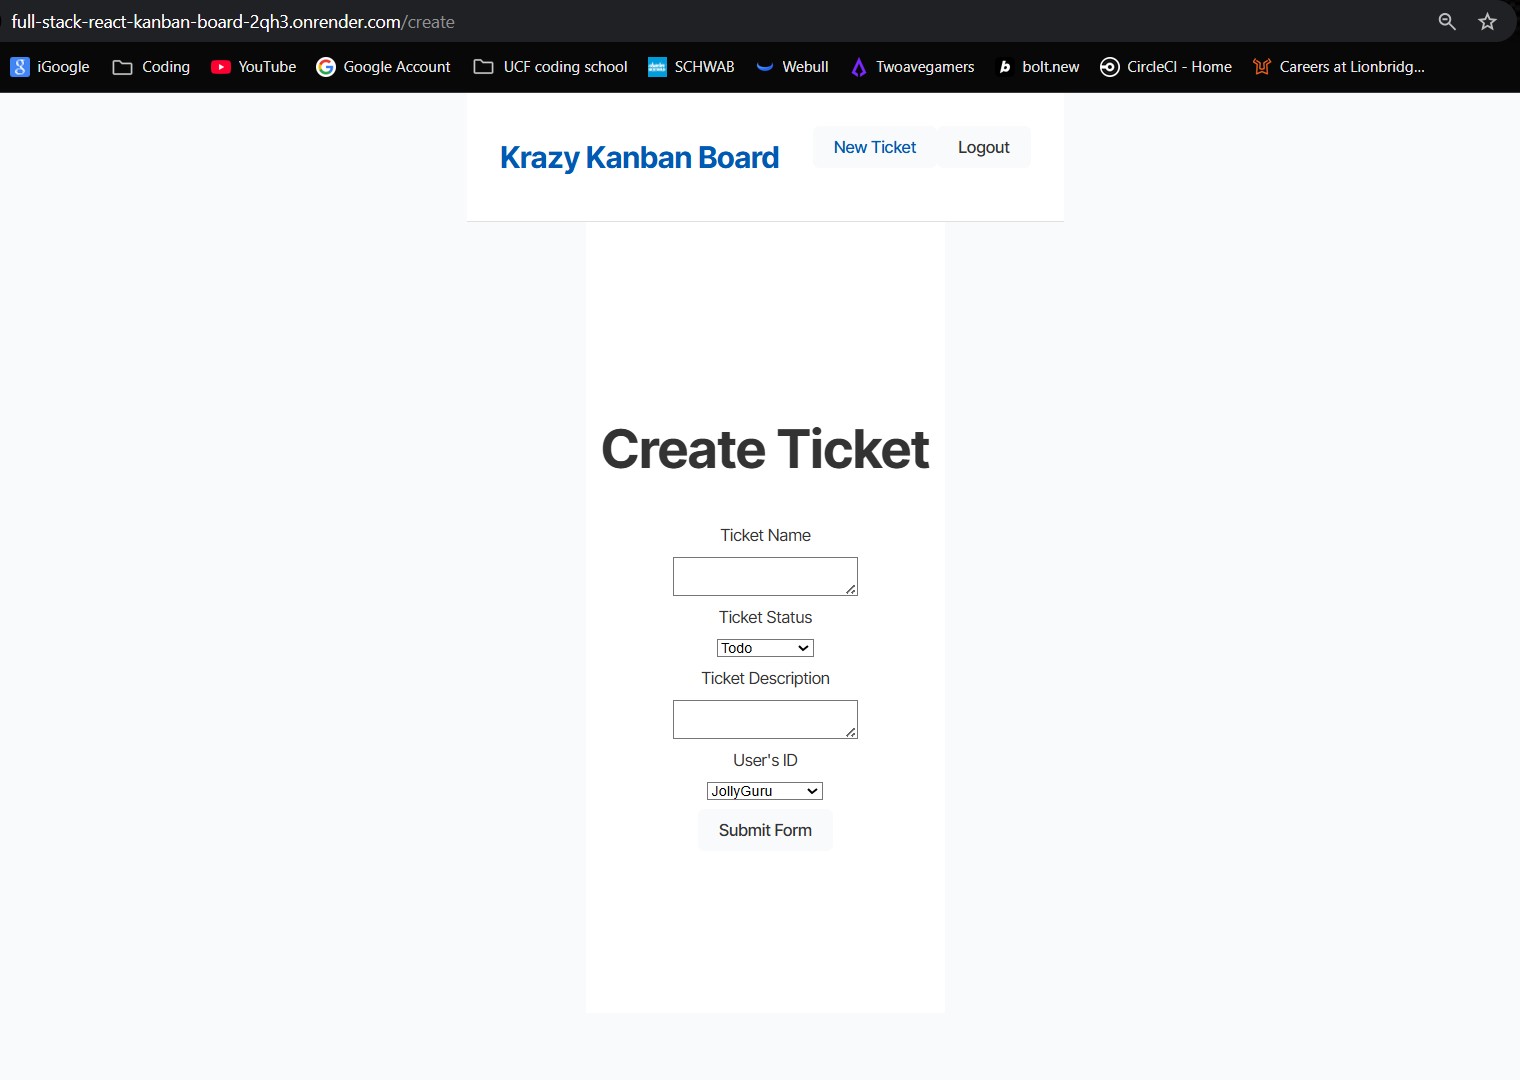 full-stack-react-kanban-board-2qh3.onrender.com/create
iGoogle Coding YouTube Google Account UCF coding school SCHWAB Webull Twoavegamers bolt.new CircleCI - Home Careers at Lionbridg...
Krazy Kanban Board New Ticket Logout
Create Ticket
Ticket Name
Ticket Status
Todo
Ticket Description
User's ID
JollyGuru
Submit Form